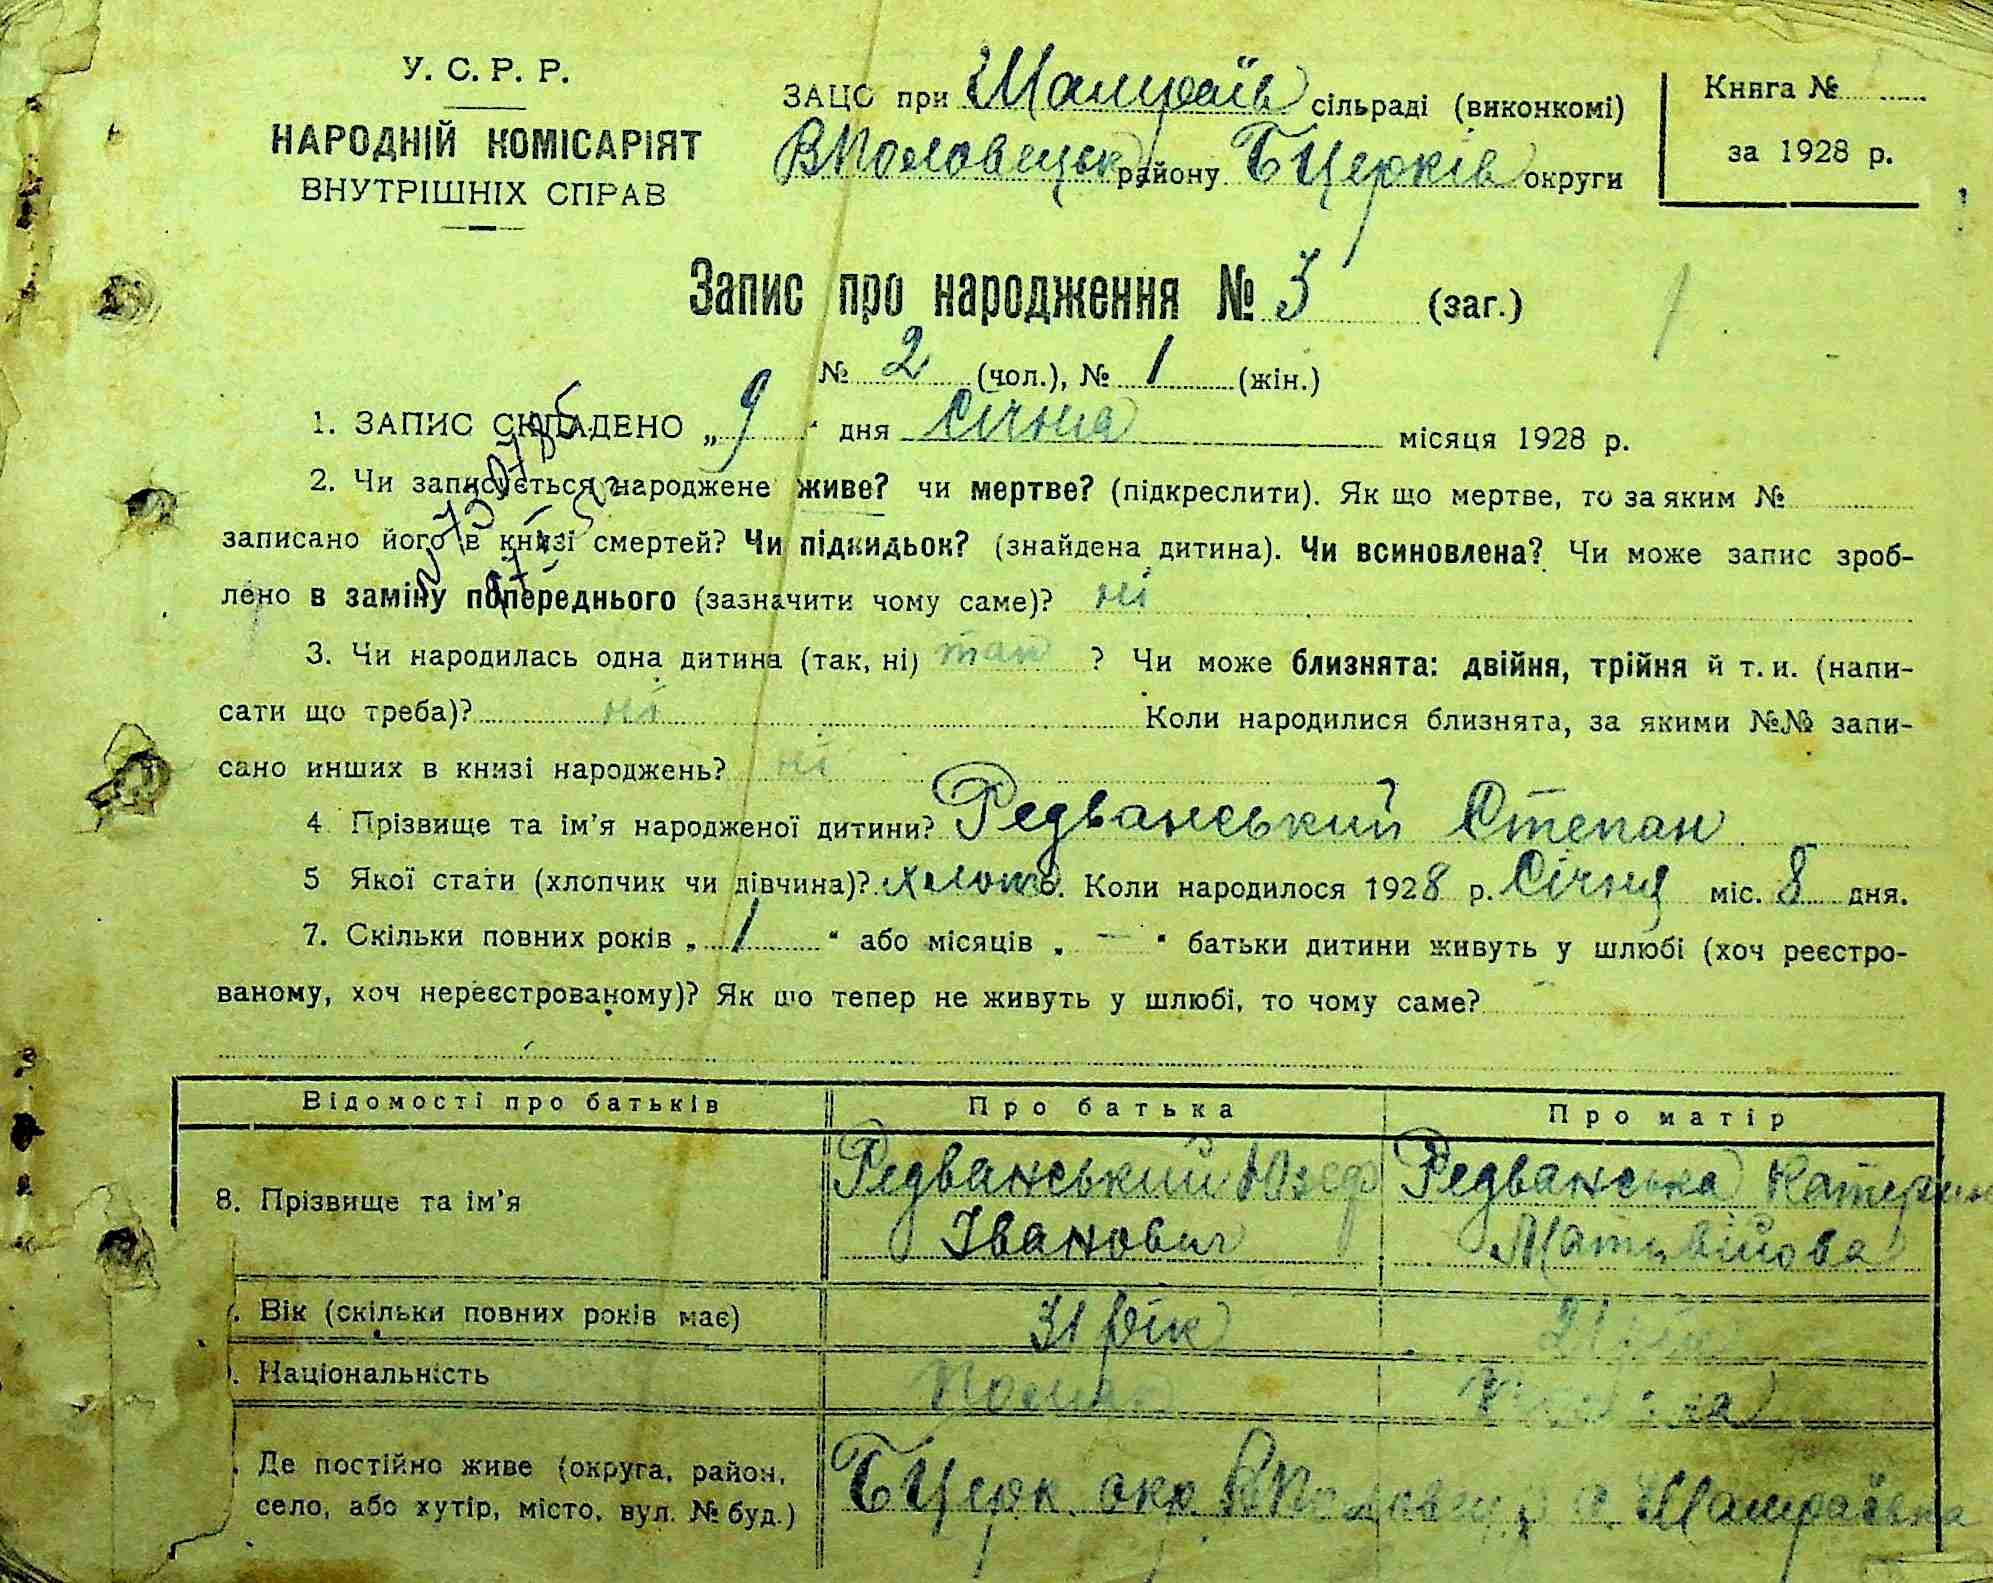 У. С. Р. Р.
НАРОДНІЙ КОМІСАРІЯТ
ВНУТРІШНІХ СПРАВ
ЗАЦС при Шамраїв сільраді (виконкомі)
ВПоловецьк району БЦерків округи
Книга №
за 1928 р.
Запис про народження № 3 (заг.)
№ 2 (чол.), № 1 (жін.)
1. ЗАПИС СКЛАДЕНО „ 9 “ дня Січня місяця 1928 р.
2. Чи записується народжене живе? чи мертве? (підкреслити). Як що мертве, то за яким №
записано його в книзі смертей? Чи підкидьок? (знайдена дитина). Чи всиновлена? Чи може запис зроб-
лено в заміну попереднього (зазначити чому саме)? ні
3. Чи народилась одна дитина (так, ні) так ? Чи може близнята: двійня, трійня й т. и. (напи-
сати що треба)? ні Коли народилися близнята, за якими №№ запи-
сано инших в книзі народжень? ні
4 Прізвище та ім’я народженої дитини? Редванський Степан
5 Якої стати (хлопчик чи дівчина)? Коли народилося 1928 р. Січня міс. 8 дня.
7. Скільки повних років „ 1 “ або місяців „ — “ батьки дитини живуть у шлюбі (хоч реєстро-
ваному, хоч нереєстрованому)? Як що тепер не живуть у шлюбі, то чому саме?
Відомості про батьків Про батька Про матір
8. Прізвище та ім’я Редванський Юзеф Редванська Катерин
Іванович Матвійова
. Вік (скільки повних років має) 31 рік
. Національність Поляк
. Де постійно живе (округа, район,
село, або хутір, місто, вул. № буд.) БЦерк. окр. с. Шамраївка